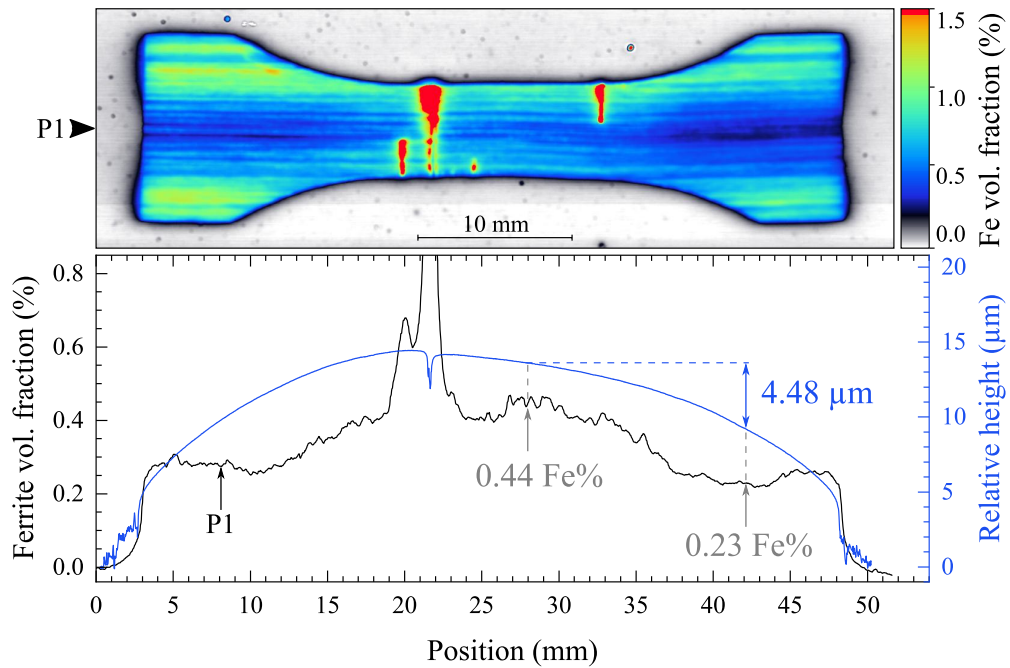 P1
10 mm
1.5
1.0
0.5
0.0
Fe vol. fraction (%)
Ferrite vol. fraction (%)
0.8
0.6
0.4
0.2
0.0
P1
0.44 Fe%
0.23 Fe%
4.48 µm
20
15
10
5
0
Relative height (µm)
0 5 10 15 20 25 30 35 40 45 50
Position (mm)